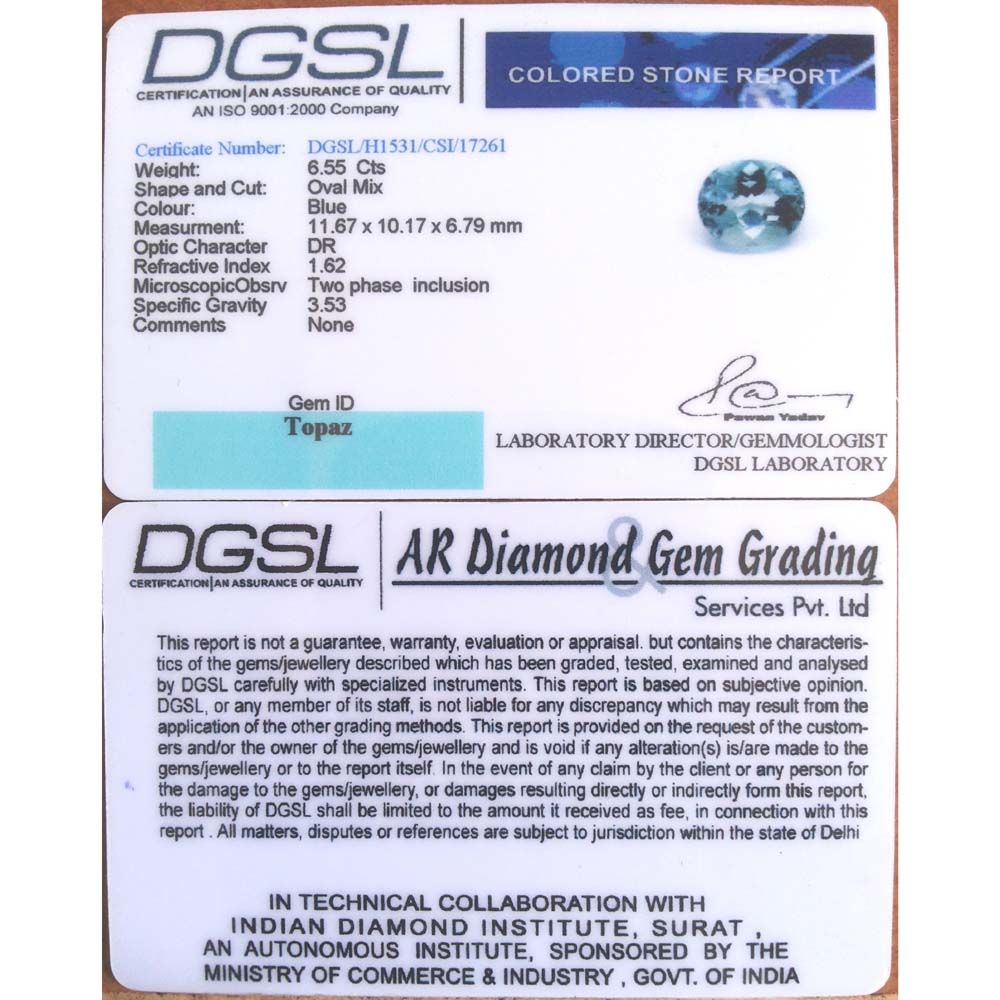 DGSL
CERTIFICATION|AN ASSURANCE OF QUALITY
AN ISO 9001:2000 Company
COLORED STONE REPORT
Certificate Number: DGSL/H1531/CSI/17261
Weight: 6.55 Cts
Shape and Cut: Oval Mix
Colour: Blue
Measurment: 11.67 x 10.17 x 6.79 mm
Optic Character DR
Refractive Index 1.62
MicroscopicObsrv Two phase inclusion
Specific Gravity 3.53
Comments None
Gem ID
Topaz
Pawan Yadav
LABORATORY DIRECTOR/GEMMOLOGIST
DGSL LABORATORY
DGSL
CERTIFICATION|AN ASSURANCE OF QUALITY
AR Diamond & Gem Grading
Services Pvt. Ltd
This report is not a guarantee, warranty, evaluation or appraisal. but contains the characteris-
tics of the gems/jewellery described which has been graded, tested, examined and analysed
by DGSL carefully with specialized instruments. This report is based on subjective opinion.
DGSL, or any member of its staff, is not liable for any discrepancy which may result from the
application of the other grading methods. This report is provided on the request of the custom-
ers and/or the owner of the gems/jewellery and is void if any alteration(s) is/are made to the
gems/jewellery or to the report itself. In the event of any claim by the client or any person for
the damage to the gems/jewellery, or damages resulting directly or indirectly form this report,
the liability of DGSL shall be limited to the amount it received as fee, in connection with this
report . All matters, disputes or references are subject to jurisdiction within the state of Delhi
IN TECHNICAL COLLABORATION WITH
INDIAN DIAMOND INSTITUTE, SURAT ,
AN AUTONOMOUS INSTITUTE, SPONSORED BY THE
MINISTRY OF COMMERCE & INDUSTRY , GOVT. OF INDIA